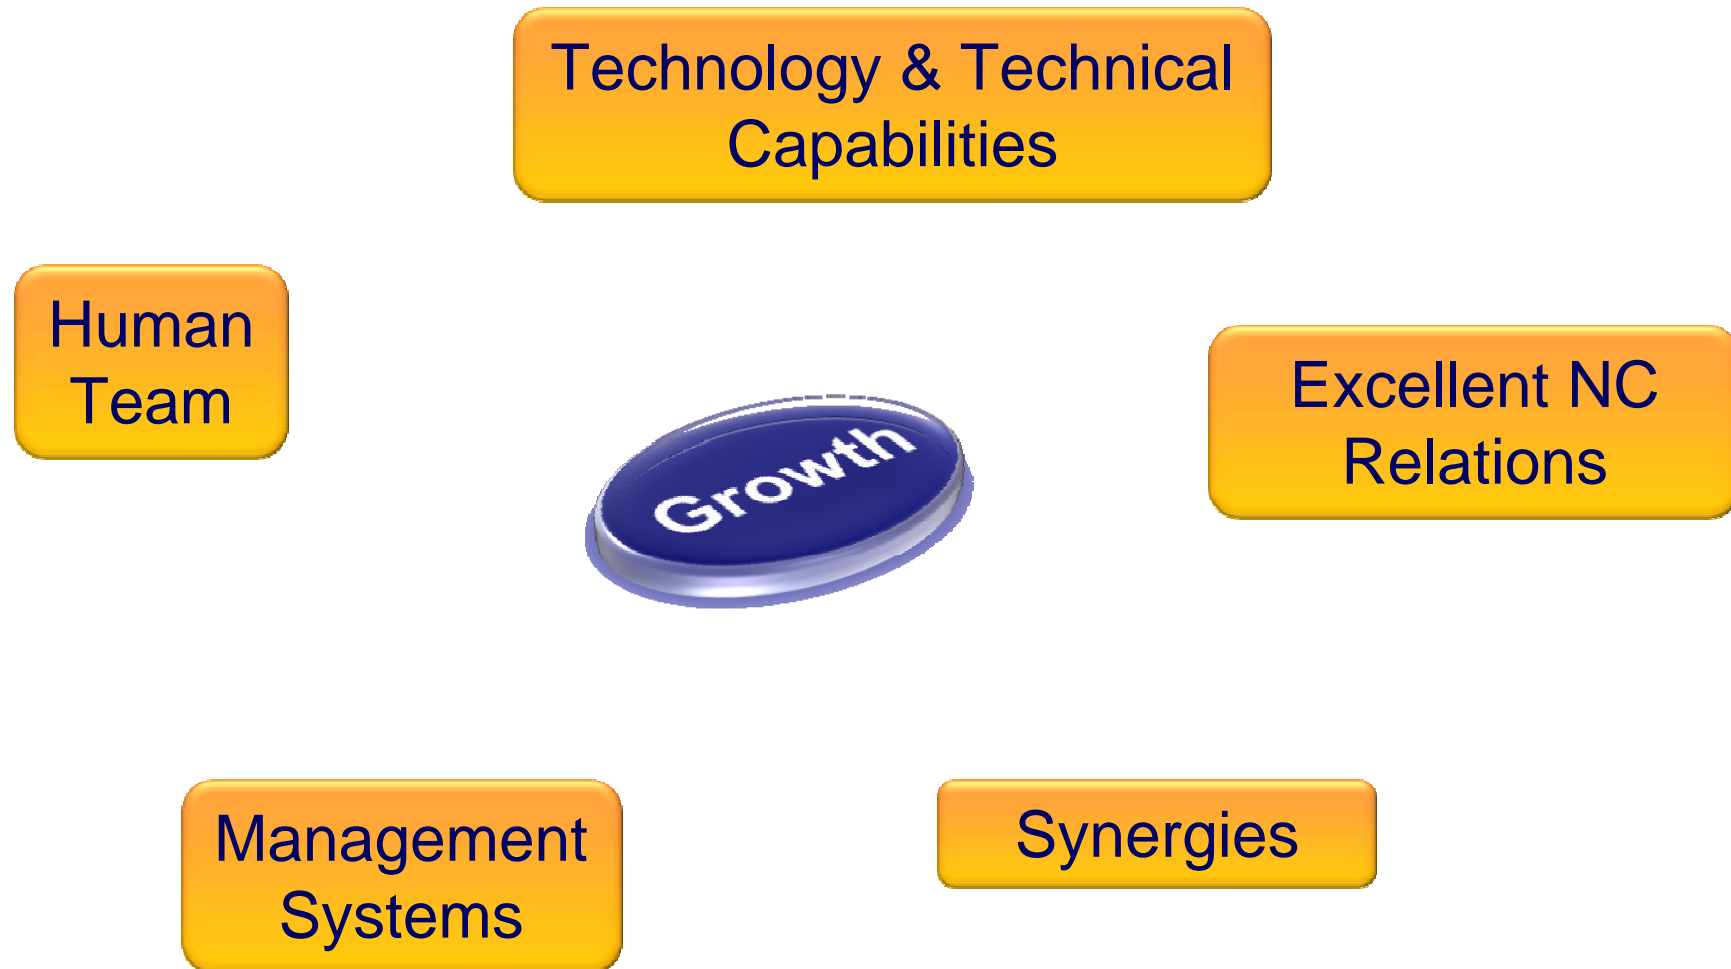 Technology & Technical
Capabilities
Human
Team
Excellent NC
Relations
Growth
Management
Systems
Synergies